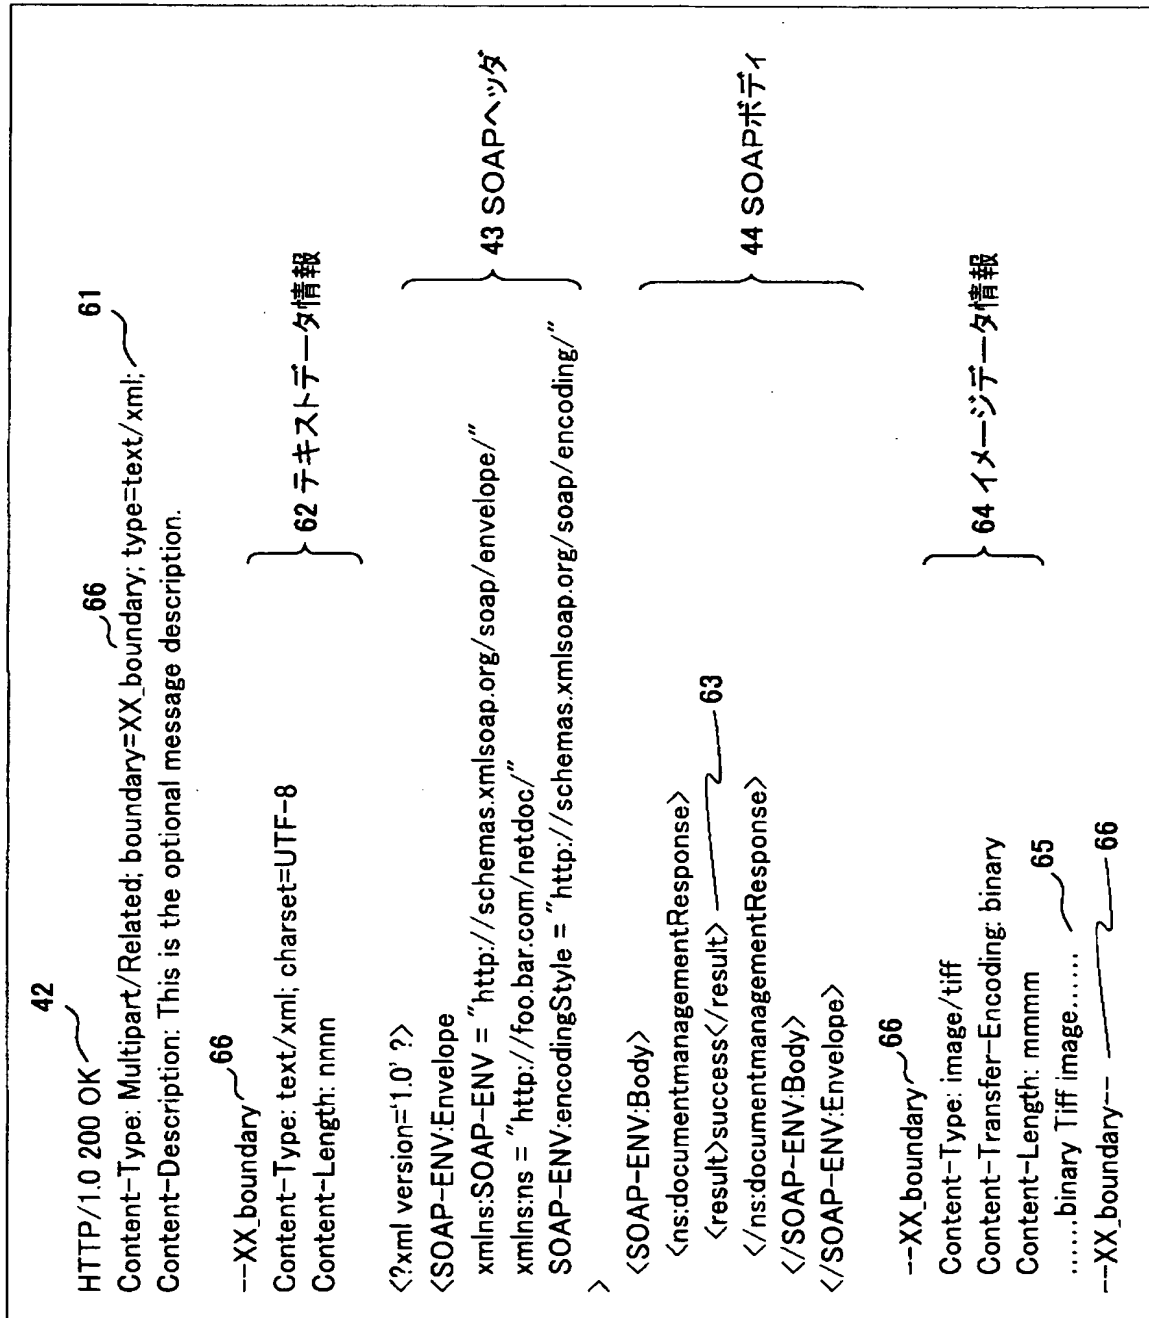 42
HTTP/1.0 200 OK
66
Content-Type: Multipart/Related; boundary=XX_boundary; type=text/xml; 61
Content-Description: This is the optional message description.
--XX_boundary 66
Content-Type: text/xml; charset=UTF-8
Content-Length: nnnn
62 テキストデータ情報
<?xml version='1.0' ?>
<SOAP-ENV:Envelope
xmlns:SOAP-ENV = "http://schemas.xmlsoap.org/soap/envelope/"
xmlns:ns = "http://foo.bar.com/netdoc/"
SOAP-ENV:encodingStyle = "http://schemas.xmlsoap.org/soap/encoding/"
>
43 SOAPヘッダ
<SOAP-ENV:Body>
<ns:documentmanagementResponse>
<result>success</result> 63
</ns:documentmanagementResponse>
</SOAP-ENV:Body>
</SOAP-ENV:Envelope>
44 SOAPボディ
--XX_boundary 66
Content-Type: image/tiff
Content-Transfer-Encoding: binary
Content-Length: mmmm
64 イメージデータ情報
......binary Tiff image...... 65
--XX_boundary-- 66